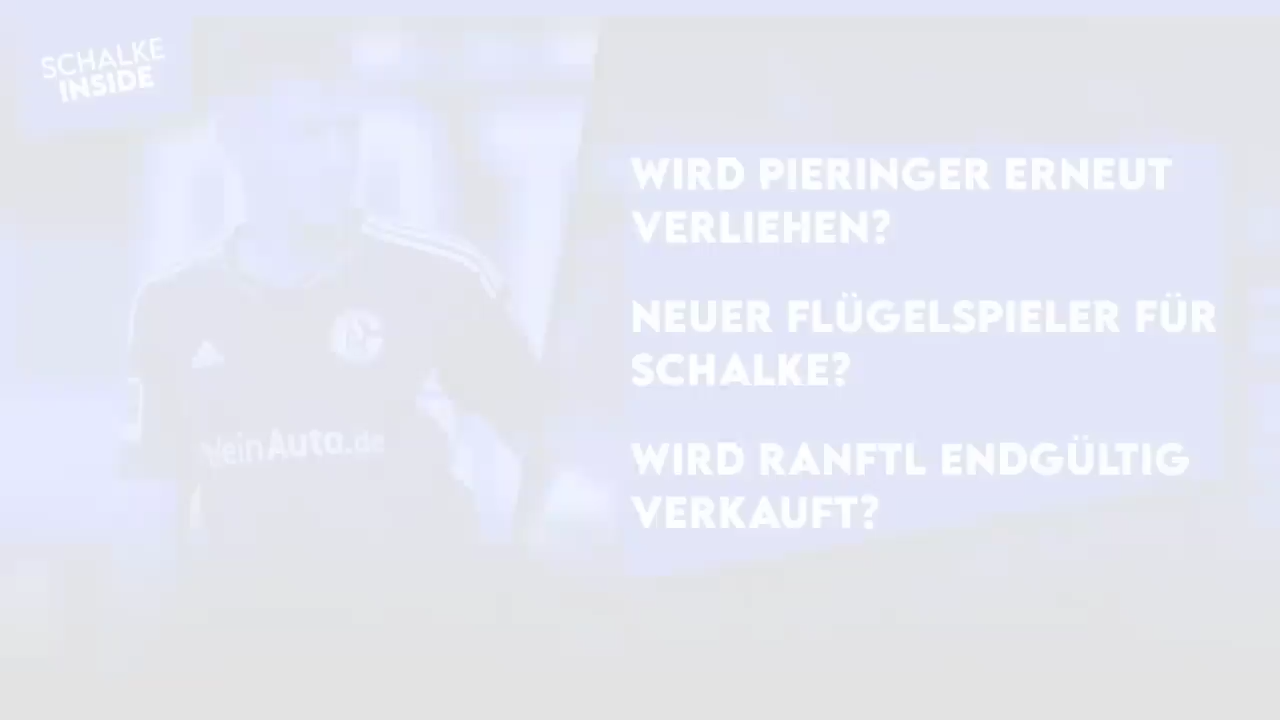 SCHALKE
INSIDE
WIRD PIERINGER ERNEUT
VERLIEHEN?
NEUER FLÜGELSPIELER FÜR
SCHALKE?
WIRD RANFTL ENDGÜLTIG
VERKAUFT?
MeinAuto.de